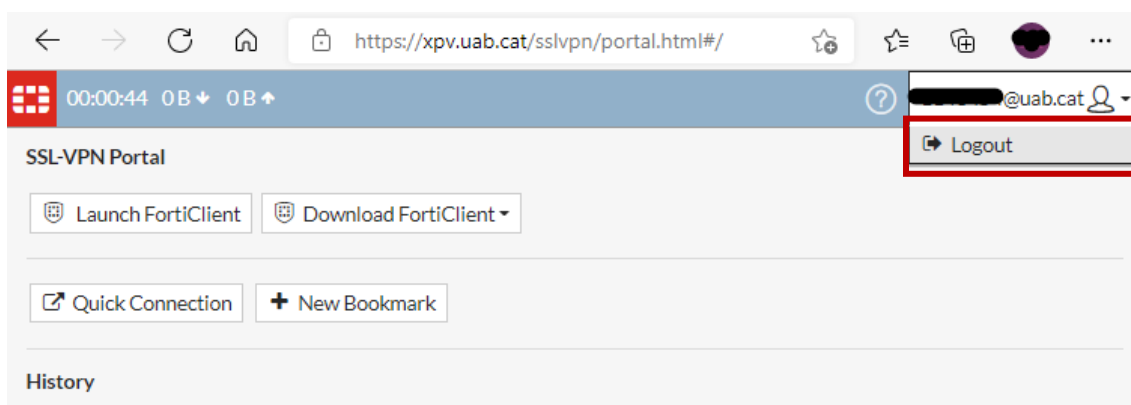 https://xpv.uab.cat/sslvpn/portal.html#/
00:00:44 0 B 0 B @uab.cat
Logout
SSL-VPN Portal
Launch FortiClient Download FortiClient
Quick Connection New Bookmark
History